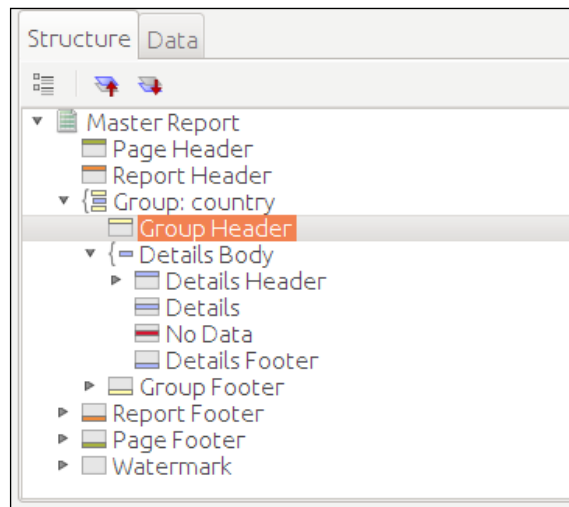 Structure Data
Master Report
Page Header
Report Header
Group: country
Group Header
Details Body
Details Header
Details
No Data
Details Footer
Group Footer
Report Footer
Page Footer
Watermark